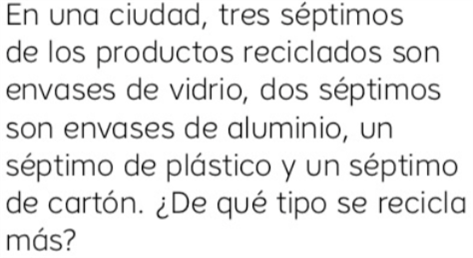 En una ciudad, tres séptimos
de los productos reciclados son
envases de vidrio, dos séptimos
son envases de aluminio, un
séptimo de plástico y un séptimo
de cartón. ¿De qué tipo se recicla
más?